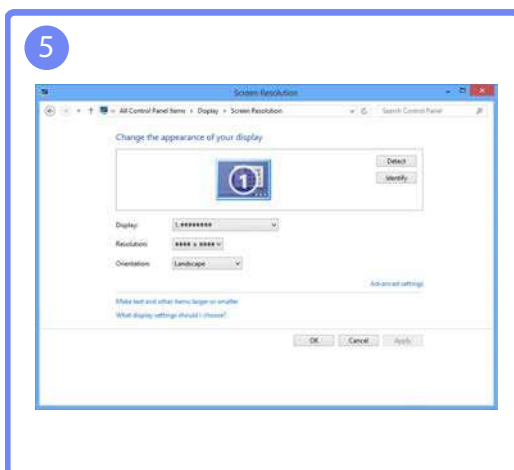 5
Screen Resolution
All Control Panel Items Display Screen Resolution
Search Control Panel
Change the appearance of your display
1
Detect
Identify
Display: 1.********
Resolution: **** x ****
Orientation: Landscape
Advanced settings
Make text and other items larger or smaller
What display settings should I choose?
OK Cancel Apply